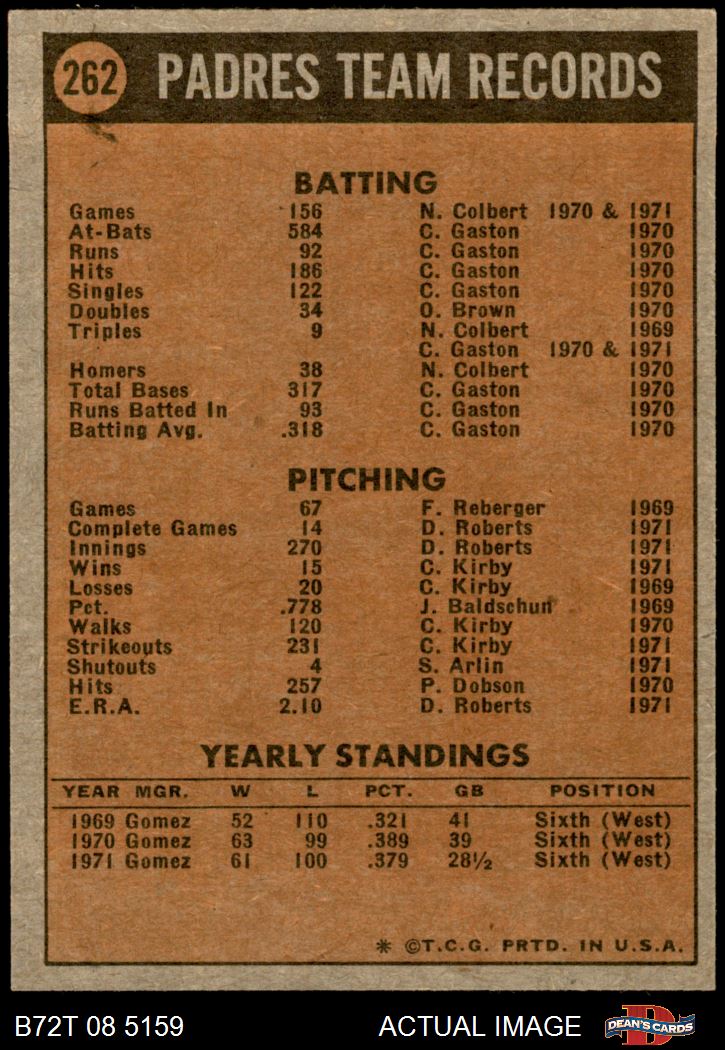 262 PADRES TEAM RECORDS
BATTING
Games 156 N. Colbert 1970 & 1971
At-Bats 584 C. Gaston 1970
Runs 92 C. Gaston 1970
Hits 186 C. Gaston 1970
Singles 122 C. Gaston 1970
Doubles 34 O. Brown 1970
Triples 9 N. Colbert 1969
C. Gaston 1970 & 1971
Homers 38 N. Colbert 1970
Total Bases 317 C. Gaston 1970
Runs Batted In 93 C. Gaston 1970
Batting Avg. .318 C. Gaston 1970
PITCHING
Games 67 F. Reberger 1969
Complete Games 14 D. Roberts 1971
Innings 270 D. Roberts 1971
Wins 15 C. Kirby 1971
Losses 20 C. Kirby 1969
Pct. .778 J. Baldschun 1969
Walks 120 C. Kirby 1970
Strikeouts 231 C. Kirby 1971
Shutouts 4 S. Arlin 1971
Hits 257 P. Dobson 1970
E.R.A. 2.10 D. Roberts 1971
YEARLY STANDINGS
YEAR MGR. W L PCT. GB POSITION
1969 Gomez 52 110 .321 41 Sixth (West)
1970 Gomez 63 99 .389 39 Sixth (West)
1971 Gomez 61 100 .379 28½ Sixth (West)
* ©T.C.G. PRTD. IN U.S.A.
B72T 08 5159 ACTUAL IMAGE D DEAN'S CARDS